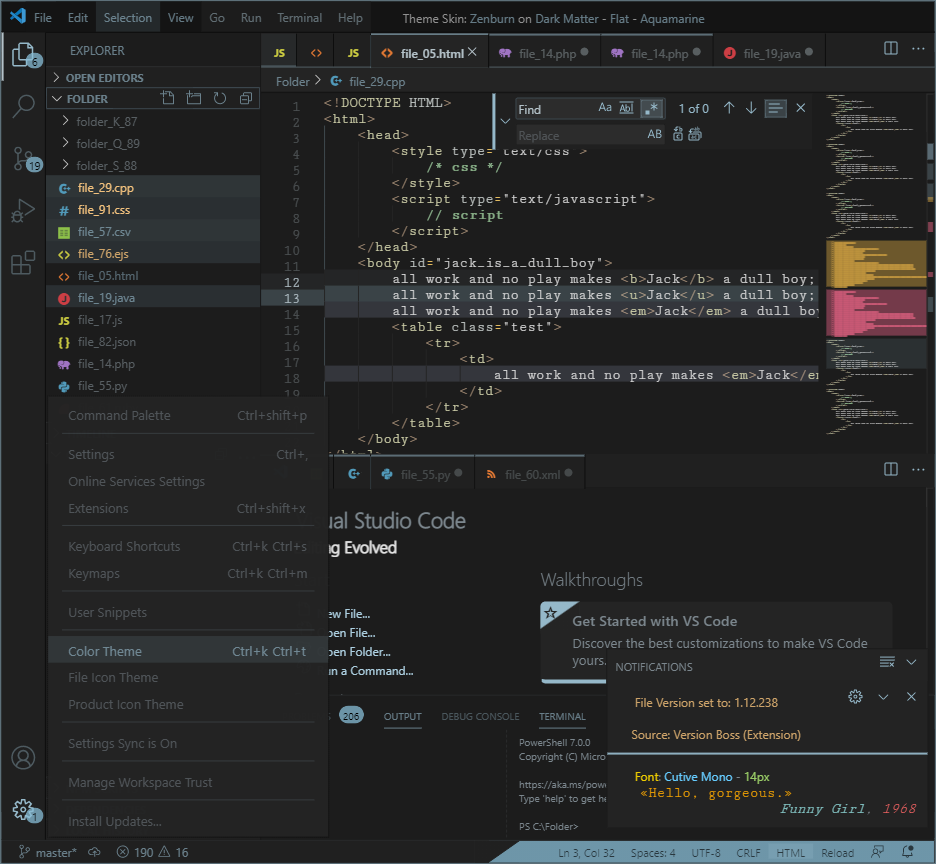 File Edit Selection View Go Run Terminal Help Theme Skin: Zenburn on Dark Matter - Flat - Aquamarine
6
19
1
EXPLORER
OPEN EDITORS
FOLDER
folder_K_87
folder_Q_89
folder_S_88
file_29.cpp
file_91.css
file_57.csv
file_76.ejs
file_05.html
file_19.java
file_17.js
file_82.json
file_14.php
file_55.py
JS JS file_05.html file_14.php file_14.php file_19.java
Folder file_29.cpp
Find Aa Abl .* 1 of 0
Replace AB
1 <!DOCTYPE HTML>
2 <html>
3 <head>
4 <style type="text/css">
5 /* css */
6 </style>
7 <script type="text/javascript">
8 // script
9 </script>
10 </head>
11 <body id="jack_is_a_dull_boy">
12 all work and no play makes <b>Jack</b> a dull boy;
13 all work and no play makes <u>Jack</u> a dull boy;
14 all work and no play makes <em>Jack</em> a dull boy
15 <table class="test">
16 <tr>
17 <td>
18 all work and no play makes <em>Jack</em
19 </td>
</tr>
</table>
</body>
</html>
Command Palette Ctrl+shift+p
Settings Ctrl+,
Online Services Settings
Extensions Ctrl+shift+x
Keyboard Shortcuts Ctrl+k Ctrl+s
Keymaps Ctrl+k Ctrl+m
User Snippets
Color Theme Ctrl+k Ctrl+t
File Icon Theme
Product Icon Theme
Settings Sync is On
Manage Workspace Trust
Install Updates...
file_55.py file_60.xml
ual Studio Code
ng Evolved
ew File...
pen File...
pen Folder...
un a Command...
Walkthroughs
Get Started with VS Code
Discover the best customizations to make VS Code
yours.
S 206 OUTPUT DEBUG CONSOLE TERMINAL
PowerShell 7.0.0
Copyright (C) Micro
https://aka.ms/powe
Type 'help' to get he
PS C:\Folder>
NOTIFICATIONS
File Version set to: 1.12.238
Source: Version Boss (Extension)
Font: Cutive Mono - 14px
«Hello, gorgeous.»
Funny Girl, 1968
master* 190 16 Ln 3, Col 32 Spaces: 4 UTF-8 CRLF HTML Reload